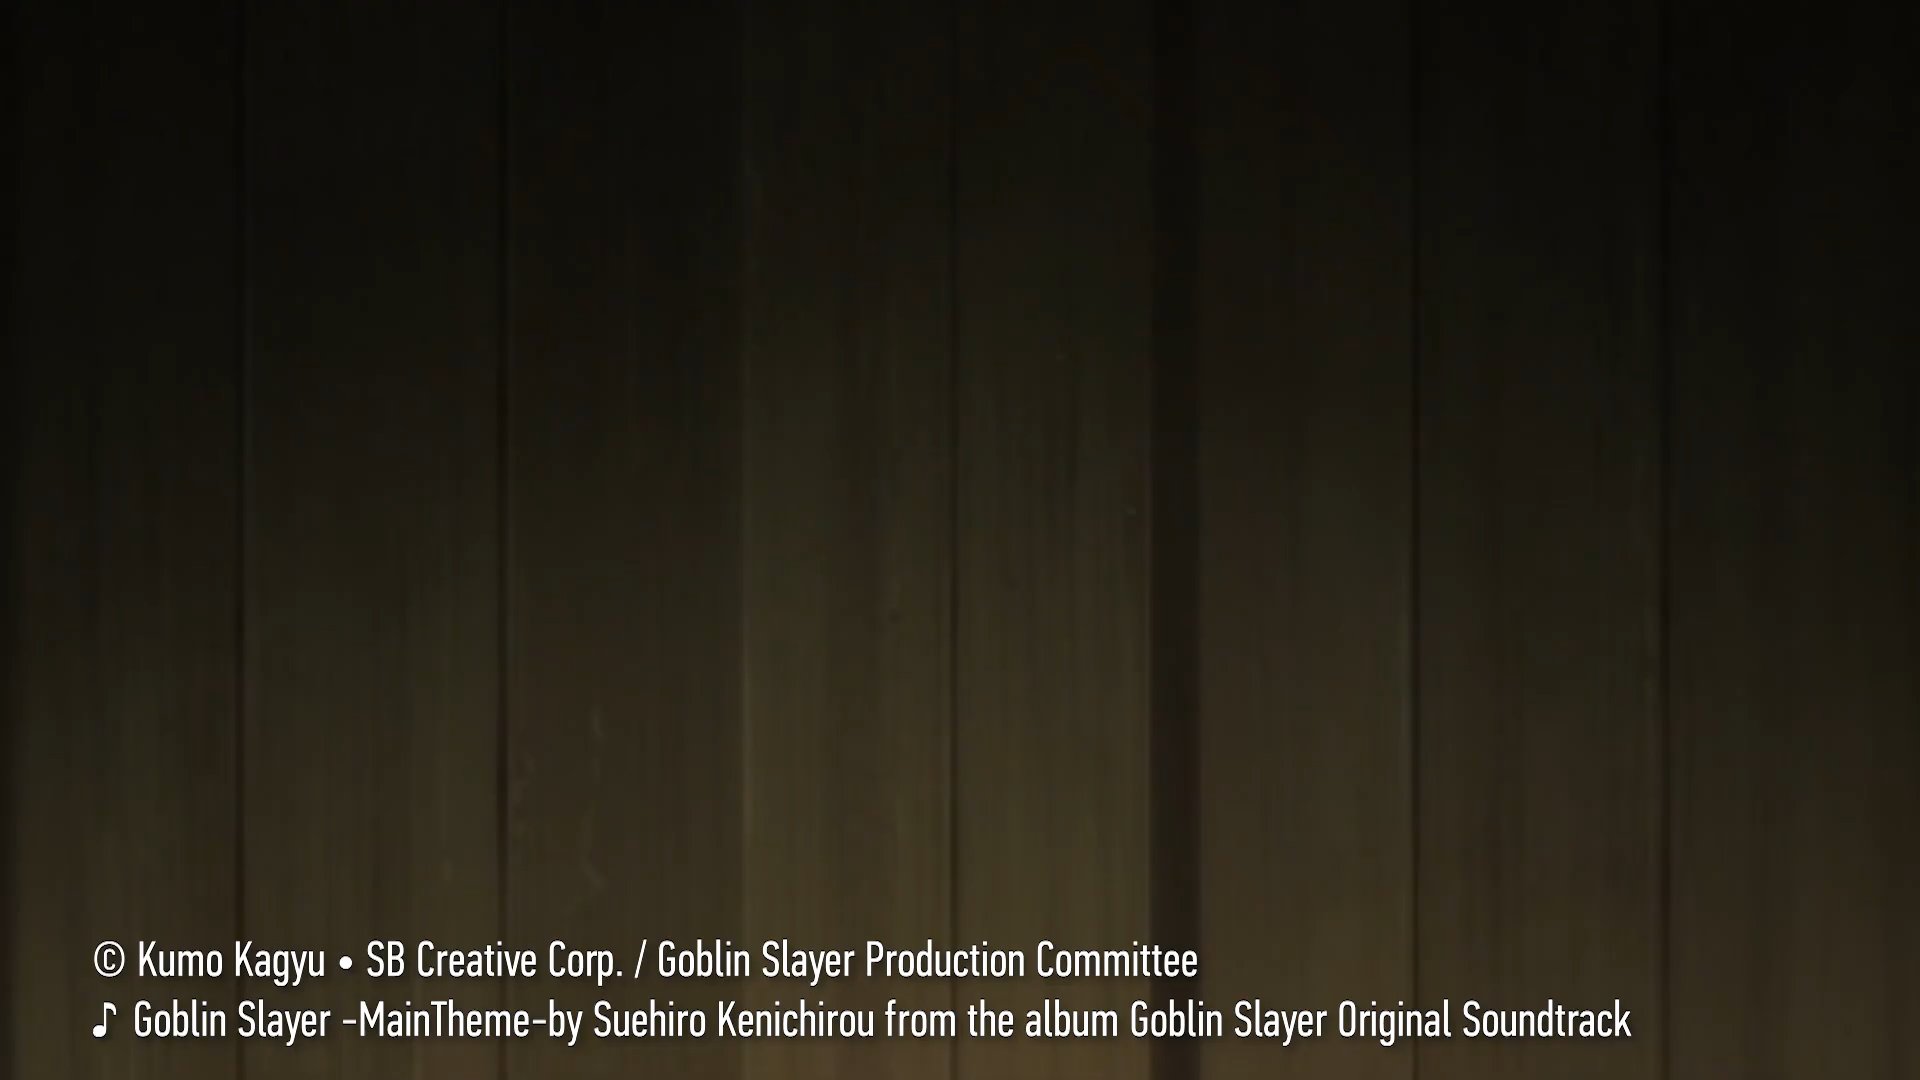 © Kumo Kagyu • SB Creative Corp. / Goblin Slayer Production Committee
♪ Goblin Slayer -MainTheme-by Suehiro Kenichirou from the album Goblin Slayer Original Soundtrack